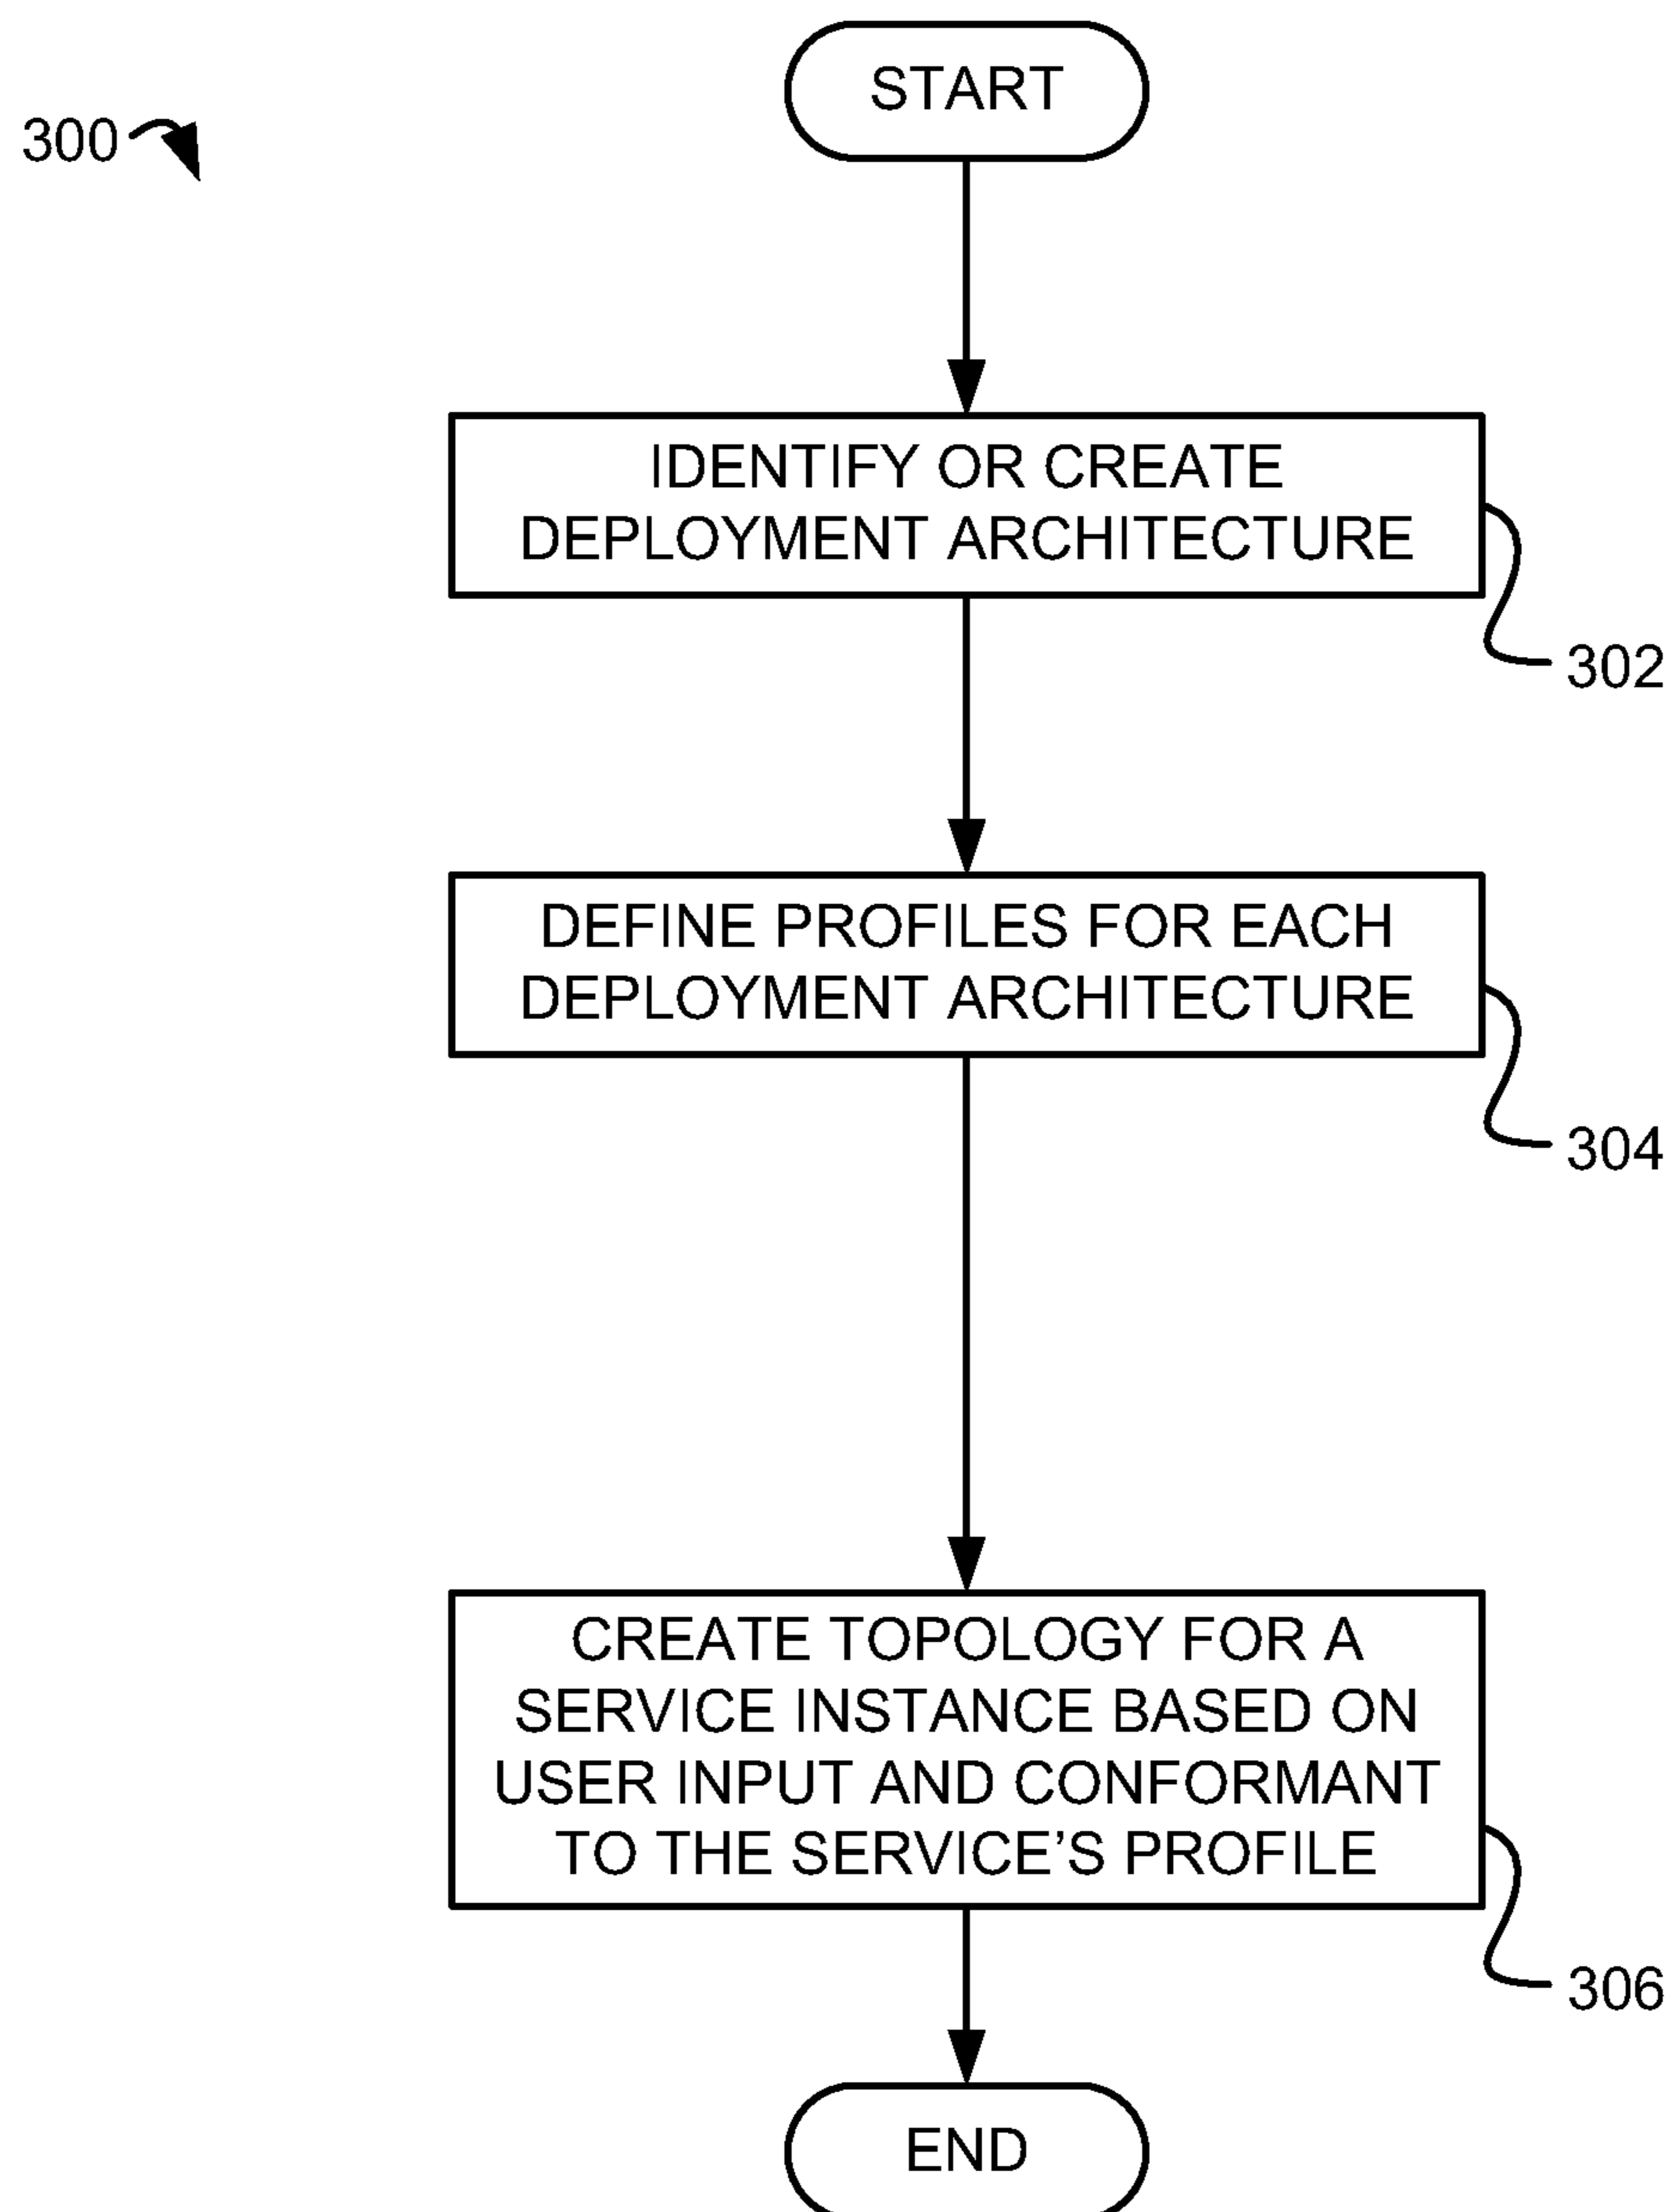 START
300
IDENTIFY OR CREATE
DEPLOYMENT ARCHITECTURE
302
DEFINE PROFILES FOR EACH
DEPLOYMENT ARCHITECTURE
304
CREATE TOPOLOGY FOR A
SERVICE INSTANCE BASED ON
USER INPUT AND CONFORMANT
TO THE SERVICE’S PROFILE
306
END